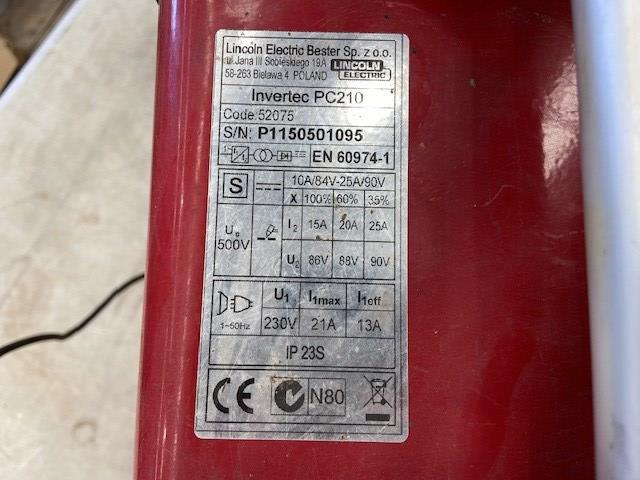 Lincoln Electric Bester Sp. z o.o.
ul. Jana III Sobieskiego 19A
58-263 Bielawa 4 POLAND
LINCOLN
ELECTRIC
Invertec PC210
Code 52075
S/N: P1150501095
EN 60974-1
S
10A/84V-25A/90V
X 100% 60% 35%
U₀ 500V
I₂ 15A 20A 25A
U₂ 86V 88V 90V
1~50Hz
U₁ I₁max I₁eff
230V 21A 13A
IP 23S
CE N80